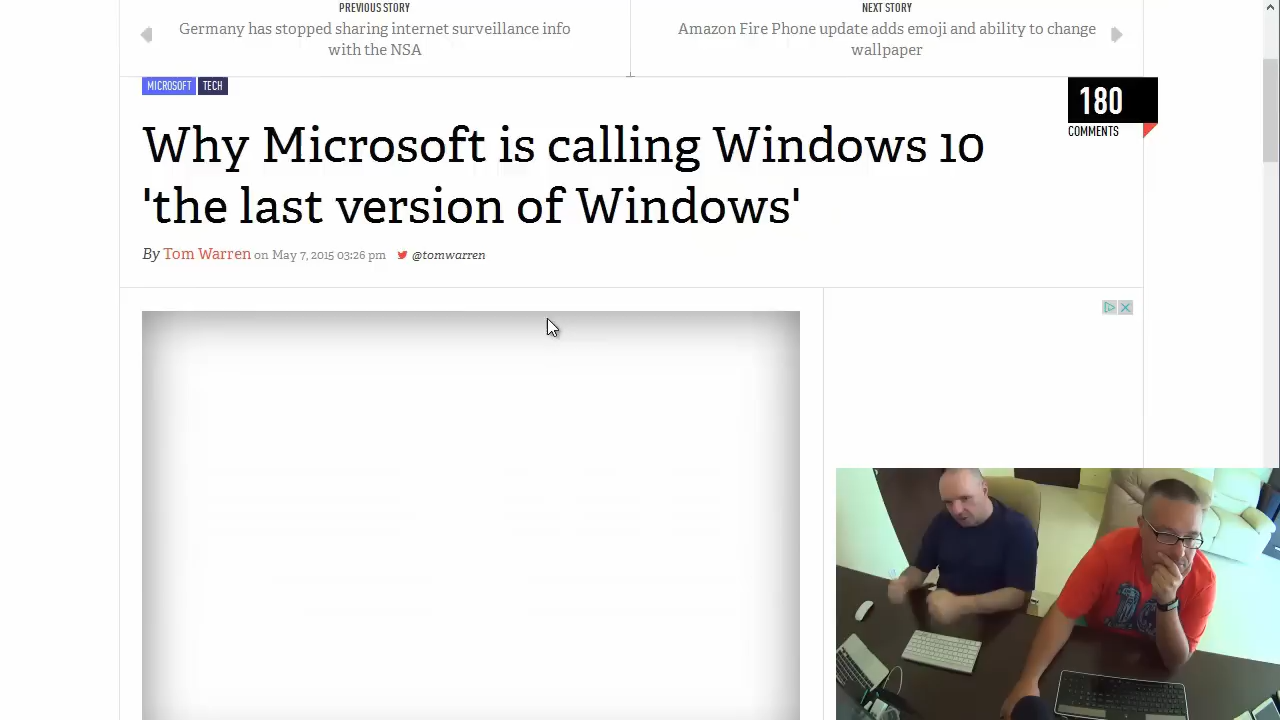 PREVIOUS STORY
Germany has stopped sharing internet surveillance info
with the NSA
NEXT STORY
Amazon Fire Phone update adds emoji and ability to change
wallpaper
MICROSOFT TECH
180
COMMENTS
Why Microsoft is calling Windows 10
'the last version of Windows'
By Tom Warren on May 7, 2015 03:26 pm @tomwarren